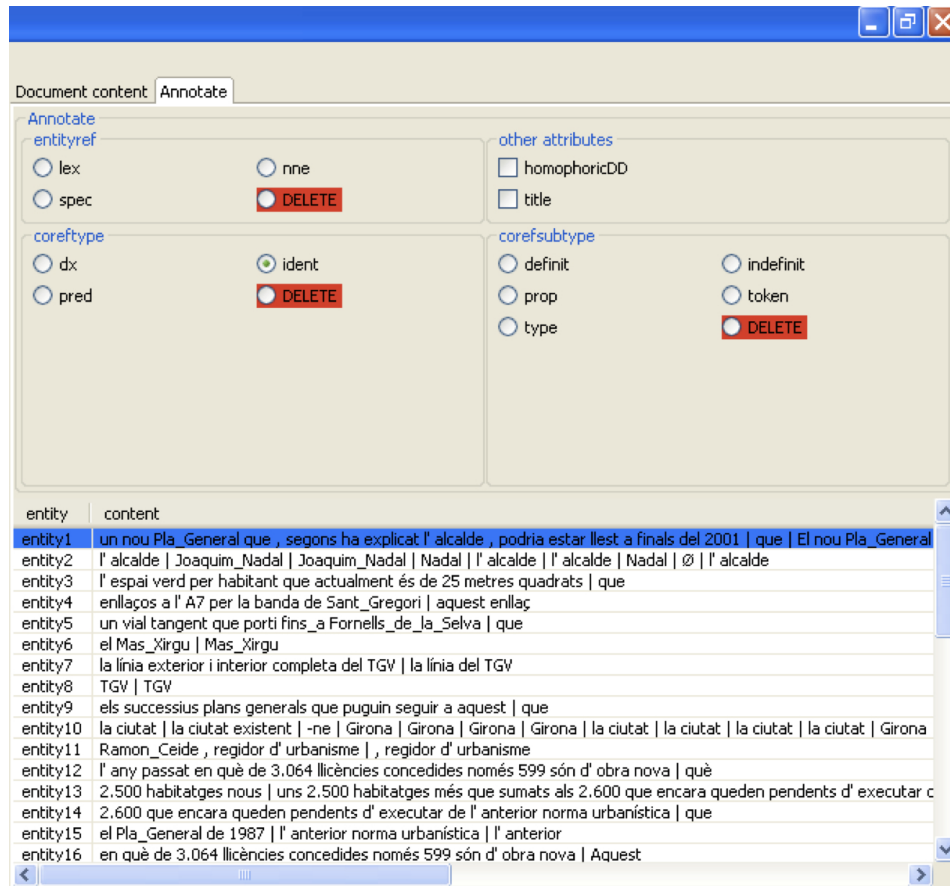 Document content Annotate
Annotate
entityref other attributes
lex nne homophoricDD
spec DELETE title
coreftype corefsubtype
dx ident definit indefinit
pred DELETE prop token
type DELETE
entity content
entity1 un nou Pla_General que , segons ha explicat l' alcalde , podria estar llest a finals del 2001 | que | El nou Pla_General
entity2 l' alcalde | Joaquim_Nadal | Joaquim_Nadal | Nadal | l' alcalde | l' alcalde | Nadal | Ø | l' alcalde
entity3 l' espai verd per habitant que actualment és de 25 metres quadrats | que
entity4 enllaços a l' A7 per la banda de Sant_Gregori | aquest enllaç
entity5 un vial tangent que porti fins_a Fornells_de_la_Selva | que
entity6 el Mas_Xirgu | Mas_Xirgu
entity7 la línia exterior i interior completa del TGV | la línia del TGV
entity8 TGV | TGV
entity9 els successius plans generals que puguin seguir a aquest | que
entity10 la ciutat | la ciutat existent | -ne | Girona | Girona | Girona | Girona | la ciutat | la ciutat | la ciutat | la ciutat | Girona
entity11 Ramon_Ceide , regidor d' urbanisme | , regidor d' urbanisme
entity12 l' any passat en què de 3.064 llicències concedides només 599 són d' obra nova | què
entity13 2.500 habitatges nous | uns 2.500 habitatges més que sumats als 2.600 que encara queden pendents d' executar
entity14 2.600 que encara queden pendents d' executar de l' anterior norma urbanística | que
entity15 el Pla_General de 1987 | l' anterior norma urbanística | l' anterior
entity16 en què de 3.064 llicències concedides només 599 són d' obra nova | Aquest